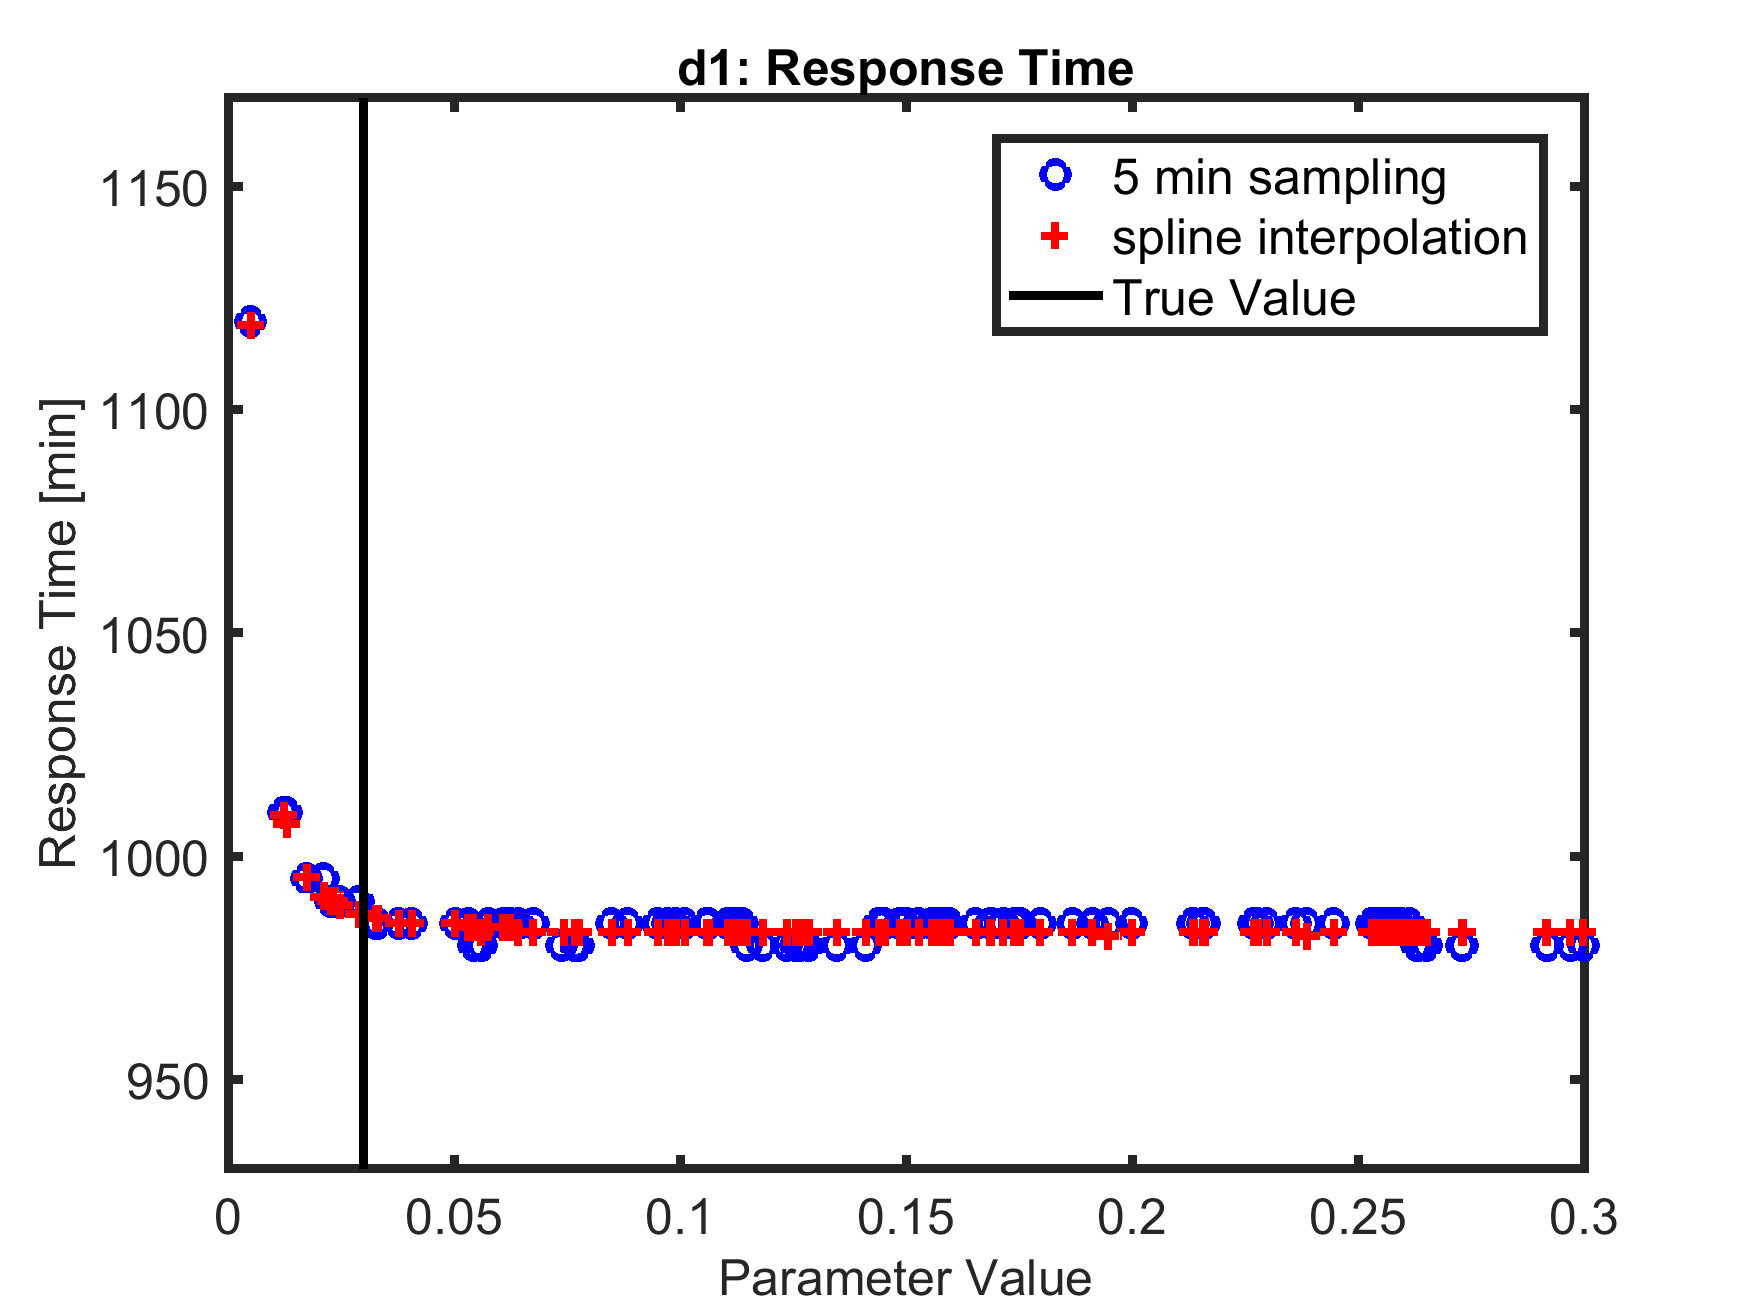 d1: Response Time
5 min sampling
spline interpolation
True Value
Response Time [min]
1150
1100
1050
1000
950
0 0.05 0.1 0.15 0.2 0.25 0.3
Parameter Value